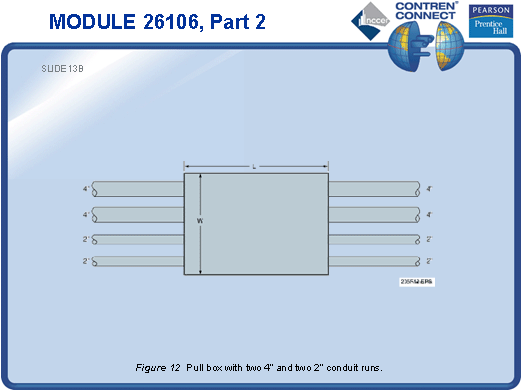 MODULE 26106, Part 2
nccer
CONTREN®
CONNECT
PEARSON
Prentice
Hall
SLIDE 13B
L
4"
4"
4"
4"
W
2"
2"
2"
2"
Figure 12 Pull box with two 4" and two 2" conduit runs.